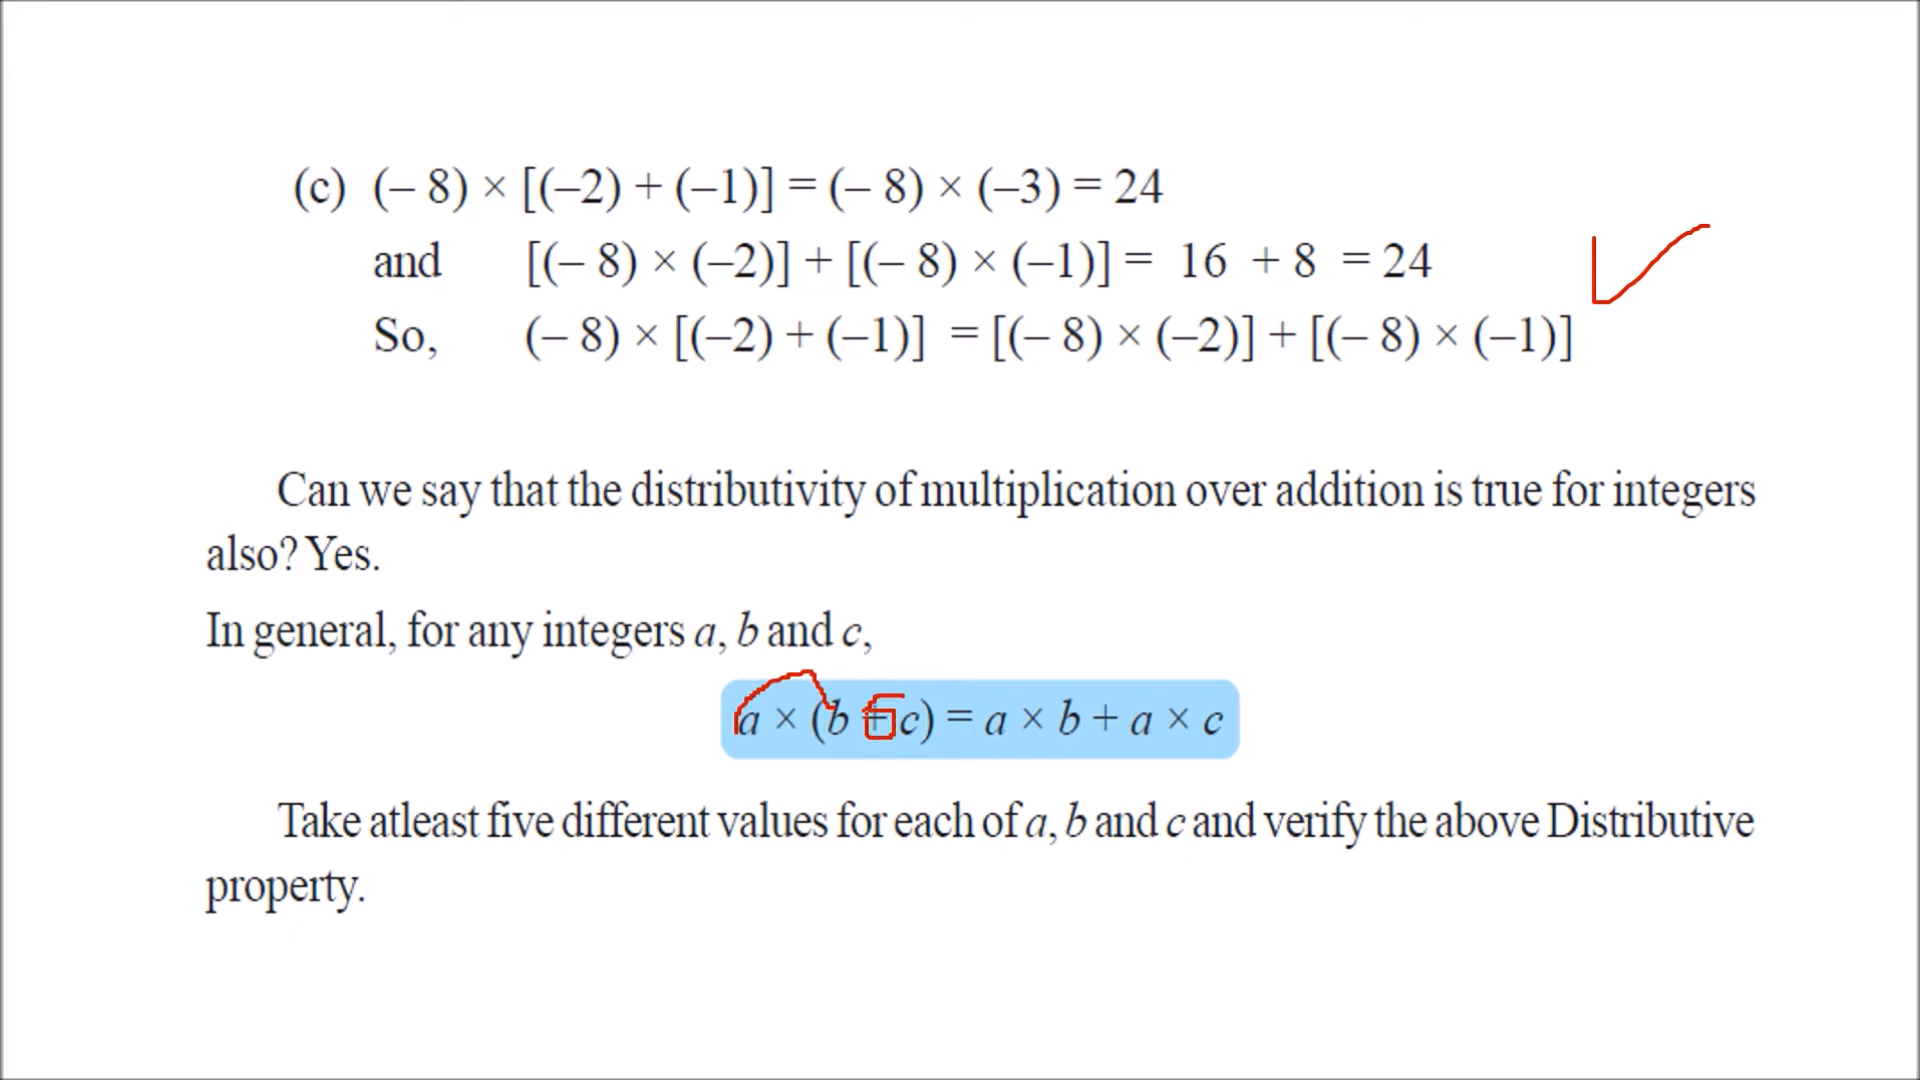 (c) (– 8) × [(–2) + (–1)] = (– 8) × (–3) = 24
and [(– 8) × (–2)] + [(– 8) × (–1)] = 16 + 8 = 24
So, (– 8) × [(–2) + (–1)] = [(– 8) × (–2)] + [(– 8) × (–1)]
Can we say that the distributivity of multiplication over addition is true for integers
also? Yes.
In general, for any integers a, b and c,
a × (b + c) = a × b + a × c
Take atleast five different values for each of a, b and c and verify the above Distributive
property.